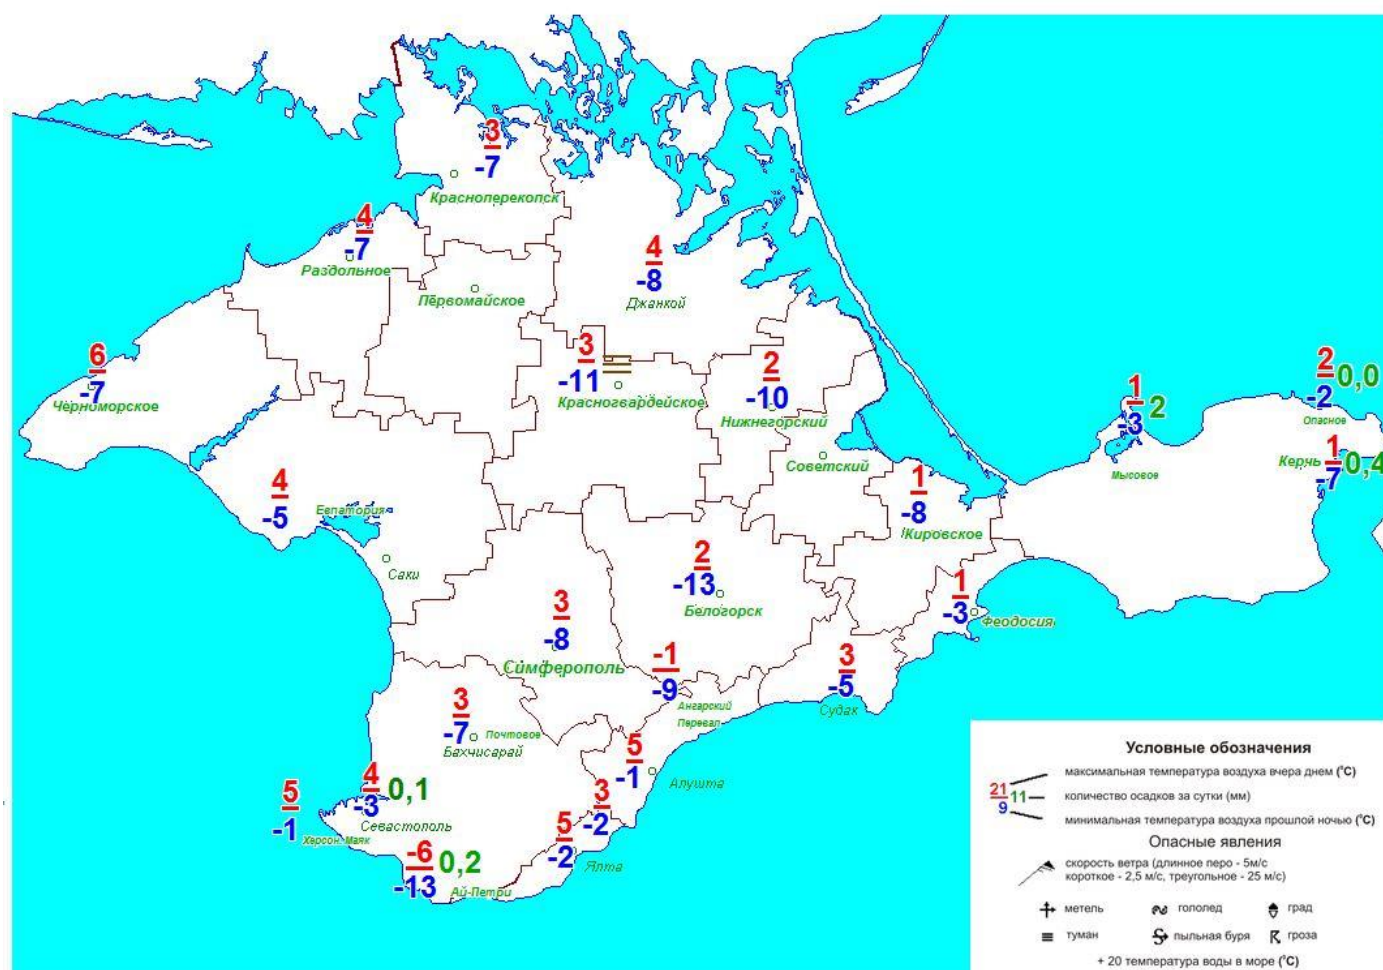 3
-7
Красноперекопск
4
-7
Раздольное
4
-8
Джанкой
Первомайское
6
-7
Черноморское
3
-11
Красногвардейское
2
-10
Нижнегорский
1
2
-3
Мысовое
2
0,0
-2
Опасное
Керчь
1
0,4
-7
Советский
4
-5
Евпатория
1
-8
Кировское
Саки
2
-13
Белогорск
1
-3
Феодосия
3
-8
Симферополь
-1
-9
Ангарский
Перевал
3
-5
Судак
3
-7
Почтовое
Бахчисарай
5
-1
Алушта
5
-1
Херсон. Маяк
4
0,1
-3
Севастополь
3
-2
5
-2
Ялта
-6
0,2
-13
Ай-Петри
Условные обозначения
максимальная температура воздуха вчера днем (°С)
21
11
количество осадков за сутки (мм)
9
минимальная температура воздуха прошлой ночью (°С)
Опасные явления
скорость ветра (длинное перо - 5м/с
короткое - 2,5 м/с, треугольное - 25 м/с)
метель гололед град
туман пыльная буря гроза
+ 20 температура воды в море (°С)